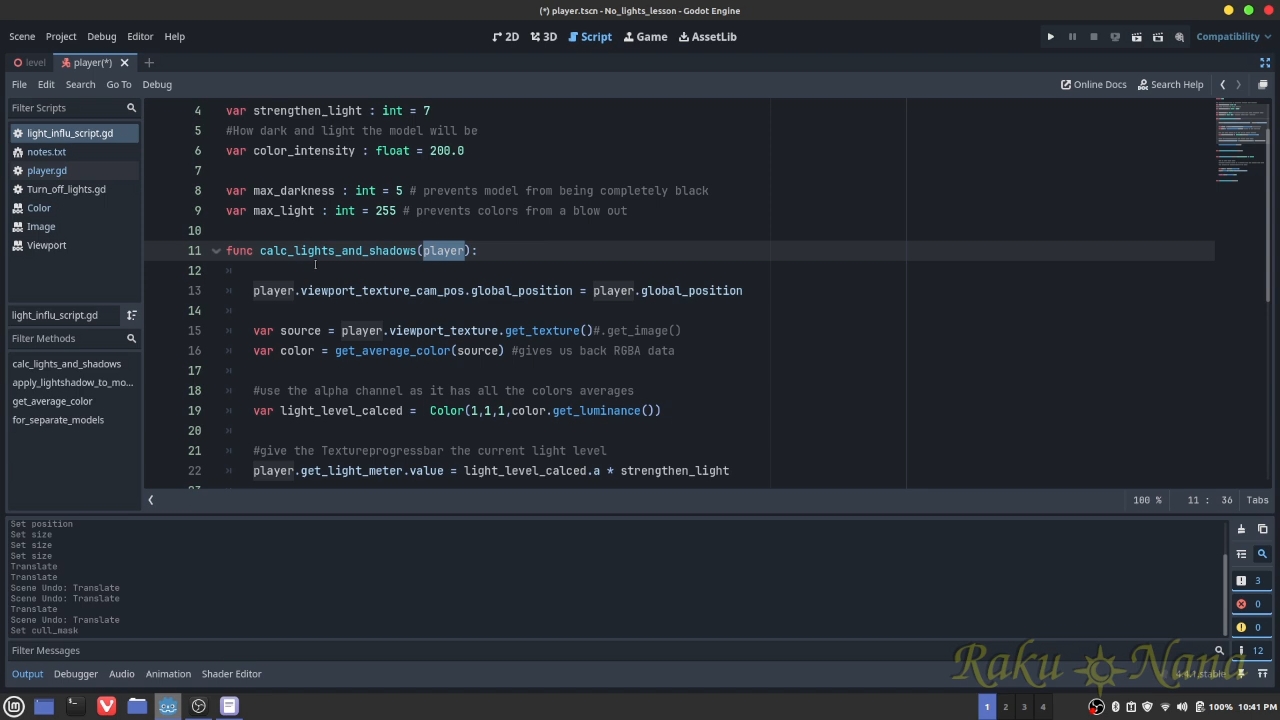 (*) player.tscn - No_lights_lesson - Godot Engine
Scene Project Debug Editor Help 2D 3D Script Game AssetLib Compatibility
level player(*)
File Edit Search Go To Debug Online Docs Search Help
Filter Scripts
light_influ_script.gd
notes.txt
player.gd
Turn_off_lights.gd
Color
Image
Viewport
light_influ_script.gd
Filter Methods
calc_lights_and_shadows
apply_lightshadow_to_mo...
get_average_color
for_separate_models
4 var strengthen_light : int = 7
5 #How dark and light the model will be
6 var color_intensity : float = 200.0
7
8 var max_darkness : int = 5 # prevents model from being completely black
9 var max_light : int = 255 # prevents colors from a blow out
10
11 func calc_lights_and_shadows(player):
12
13 player.viewport_texture_cam_pos.global_position = player.global_position
14
15 var source = player.viewport_texture.get_texture()#.get_image()
16 var color = get_average_color(source) #gives us back RGBA data
17
18 #use the alpha channel as it has all the colors averages
19 var light_level_calced = Color(1,1,1,color.get_luminance())
20
21 #give the Textureprogressbar the current light level
22 player.get_light_meter.value = light_level_calced.a * strengthen_light
100 % 11 : 36 Tabs
Set position
Set size
Set size
Set size
Translate
Translate
Scene Undo: Translate
Scene Undo: Translate
Translate
Scene Undo: Translate
Set cull_mask
3
0
0
12
Filter Messages
Output Debugger Audio Animation Shader Editor
Raku Nana
1 2 3 4 100% 10:41 PM